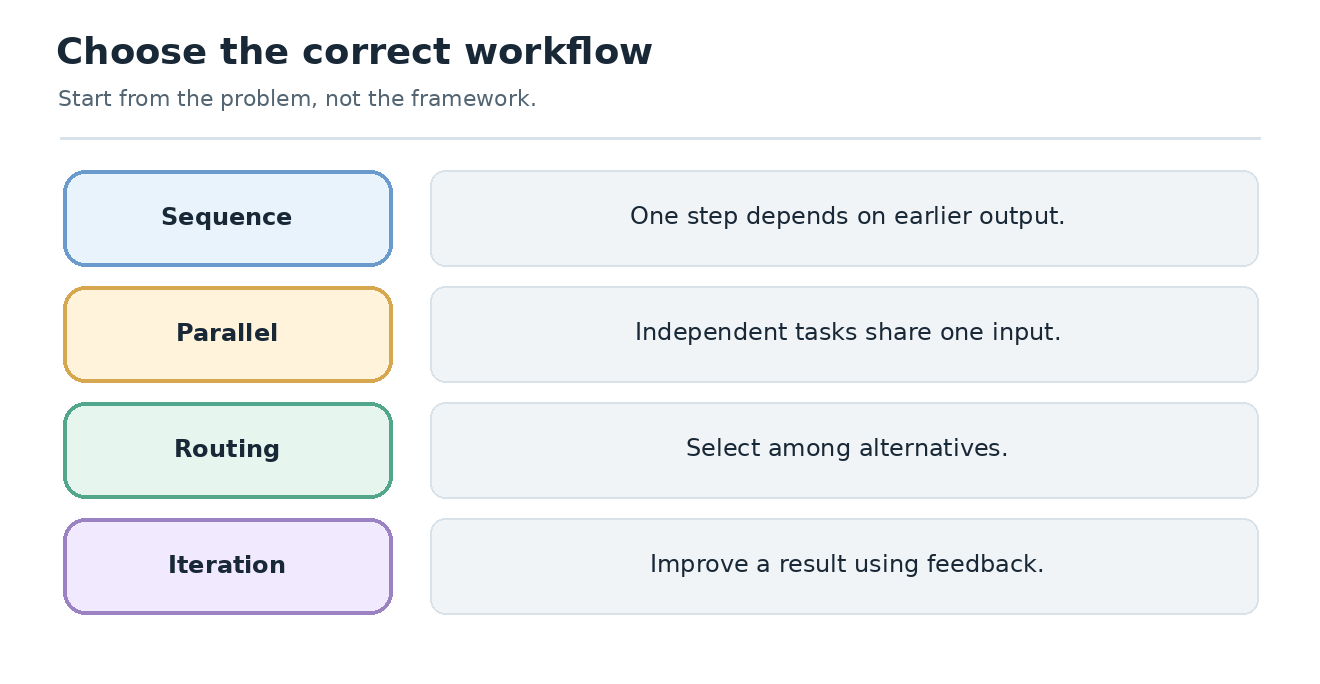 Choose the correct workflow
Start from the problem, not the framework.
Sequence
One step depends on earlier output.
Parallel
Independent tasks share one input.
Routing
Select among alternatives.
Iteration
Improve a result using feedback.